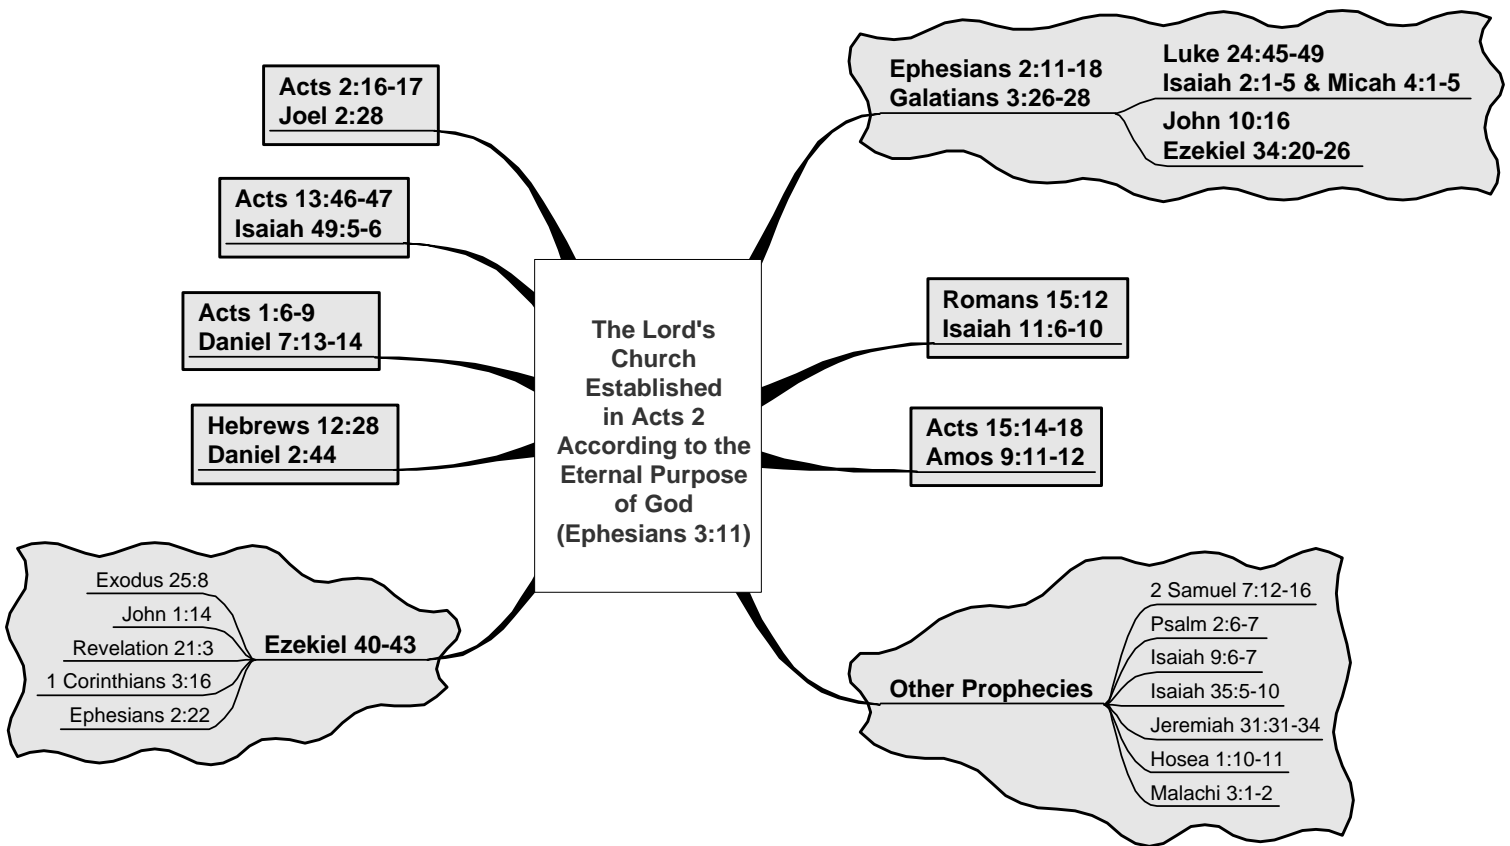 The Lord's
Church
Established
in Acts 2
According to the
Eternal Purpose
of God
(Ephesians 3:11)
Ephesians 2:11-18
Galatians 3:26-28
Luke 24:45-49
Isaiah 2:1-5 & Micah 4:1-5
John 10:16
Ezekiel 34:20-26
Romans 15:12
Isaiah 11:6-10
Acts 15:14-18
Amos 9:11-12
Other Prophecies
2 Samuel 7:12-16
Psalm 2:6-7
Isaiah 9:6-7
Isaiah 35:5-10
Jeremiah 31:31-34
Hosea 1:10-11
Malachi 3:1-2
Acts 2:16-17
Joel 2:28
Acts 13:46-47
Isaiah 49:5-6
Acts 1:6-9
Daniel 7:13-14
Hebrews 12:28
Daniel 2:44
Ezekiel 40-43
Exodus 25:8
John 1:14
Revelation 21:3
1 Corinthians 3:16
Ephesians 2:22